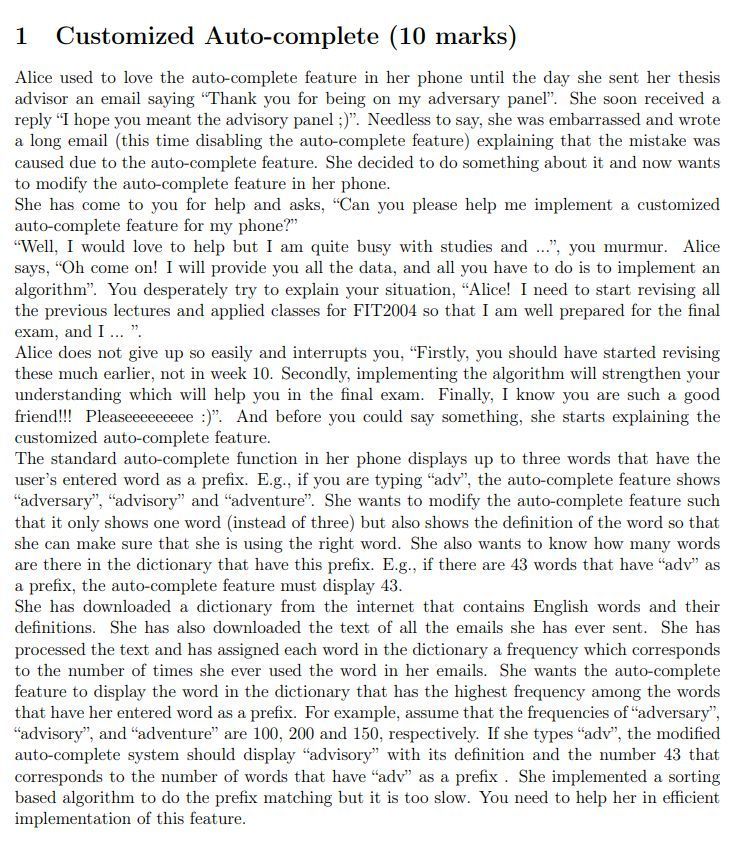 1 Customized Auto-complete (10 marks)
Alice used to love the auto-complete feature in her phone until the day she sent her thesis
advisor an email saying “Thank you for being on my adversary panel”. She soon received a
reply “I hope you meant the advisory panel ;)”. Needless to say, she was embarrassed and wrote
a long email (this time disabling the auto-complete feature) explaining that the mistake was
caused due to the auto-complete feature. She decided to do something about it and now wants
to modify the auto-complete feature in her phone.
She has come to you for help and asks, “Can you please help me implement a customized
auto-complete feature for my phone?”
“Well, I would love to help but I am quite busy with studies and ...”, you murmur. Alice
says, “Oh come on! I will provide you all the data, and all you have to do is to implement an
algorithm”. You desperately try to explain your situation, “Alice! I need to start revising all
the previous lectures and applied classes for FIT2004 so that I am well prepared for the final
exam, and I ... ”.
Alice does not give up so easily and interrupts you, “Firstly, you should have started revising
these much earlier, not in week 10. Secondly, implementing the algorithm will strengthen your
understanding which will help you in the final exam. Finally, I know you are such a good
friend!!! Pleaseeeeeeeee :)”. And before you could say something, she starts explaining the
customized auto-complete feature.
The standard auto-complete function in her phone displays up to three words that have the
user’s entered word as a prefix. E.g., if you are typing “adv”, the auto-complete feature shows
“adversary”, “advisory” and “adventure”. She wants to modify the auto-complete feature such
that it only shows one word (instead of three) but also shows the definition of the word so that
she can make sure that she is using the right word. She also wants to know how many words
are there in the dictionary that have this prefix. E.g., if there are 43 words that have “adv” as
a prefix, the auto-complete feature must display 43.
She has downloaded a dictionary from the internet that contains English words and their
definitions. She has also downloaded the text of all the emails she has ever sent. She has
processed the text and has assigned each word in the dictionary a frequency which corresponds
to the number of times she ever used the word in her emails. She wants the auto-complete
feature to display the word in the dictionary that has the highest frequency among the words
that have her entered word as a prefix. For example, assume that the frequencies of “adversary”,
“advisory”, and “adventure” are 100, 200 and 150, respectively. If she types “adv”, the modified
auto-complete system should display “advisory” with its definition and the number 43 that
corresponds to the number of words that have “adv” as a prefix . She implemented a sorting
based algorithm to do the prefix matching but it is too slow. You need to help her in efficient
implementation of this feature.